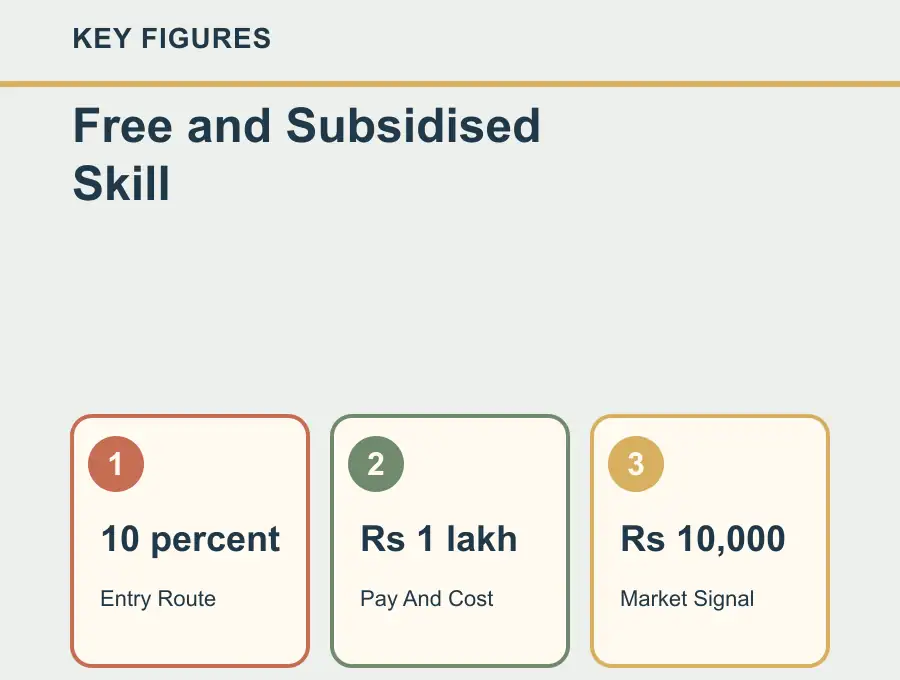 KEY FIGURES
Free and Subsidised
Skill
1
10 percent
Entry Route
2
Rs 1 lakh
Pay And Cost
3
Rs 10,000
Market Signal